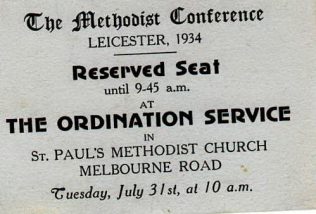 The Methodist Conference
LEICESTER, 1934
Reserved Seat
until 9-45 a.m.
AT
THE ORDINATION SERVICE
IN
ST. PAUL'S METHODIST CHURCH
MELBOURNE ROAD
Tuesday, July 31st, at 10 a.m.